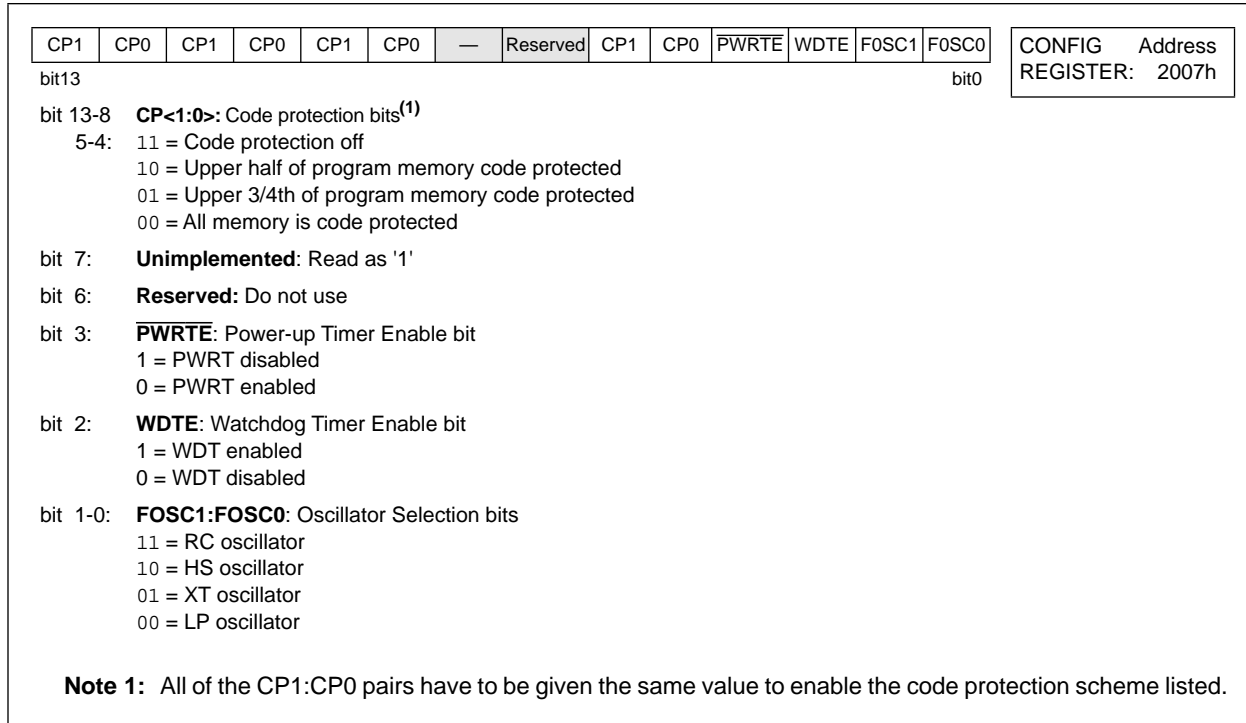 CP1 CP0 CP1 CP0 CP1 CP0 — Reserved CP1 CP0 PWRTE WDTE F0SC1 F0SC0
bit13 bit0
CONFIG Address
REGISTER: 2007h
bit 13-8 CP<1:0>: Code protection bits(1)
5-4: 11 = Code protection off
10 = Upper half of program memory code protected
01 = Upper 3/4th of program memory code protected
00 = All memory is code protected
bit 7: Unimplemented: Read as '1'
bit 6: Reserved: Do not use
bit 3: PWRTE: Power-up Timer Enable bit
1 = PWRT disabled
0 = PWRT enabled
bit 2: WDTE: Watchdog Timer Enable bit
1 = WDT enabled
0 = WDT disabled
bit 1-0: FOSC1:FOSC0: Oscillator Selection bits
11 = RC oscillator
10 = HS oscillator
01 = XT oscillator
00 = LP oscillator
Note 1: All of the CP1:CP0 pairs have to be given the same value to enable the code protection scheme listed.